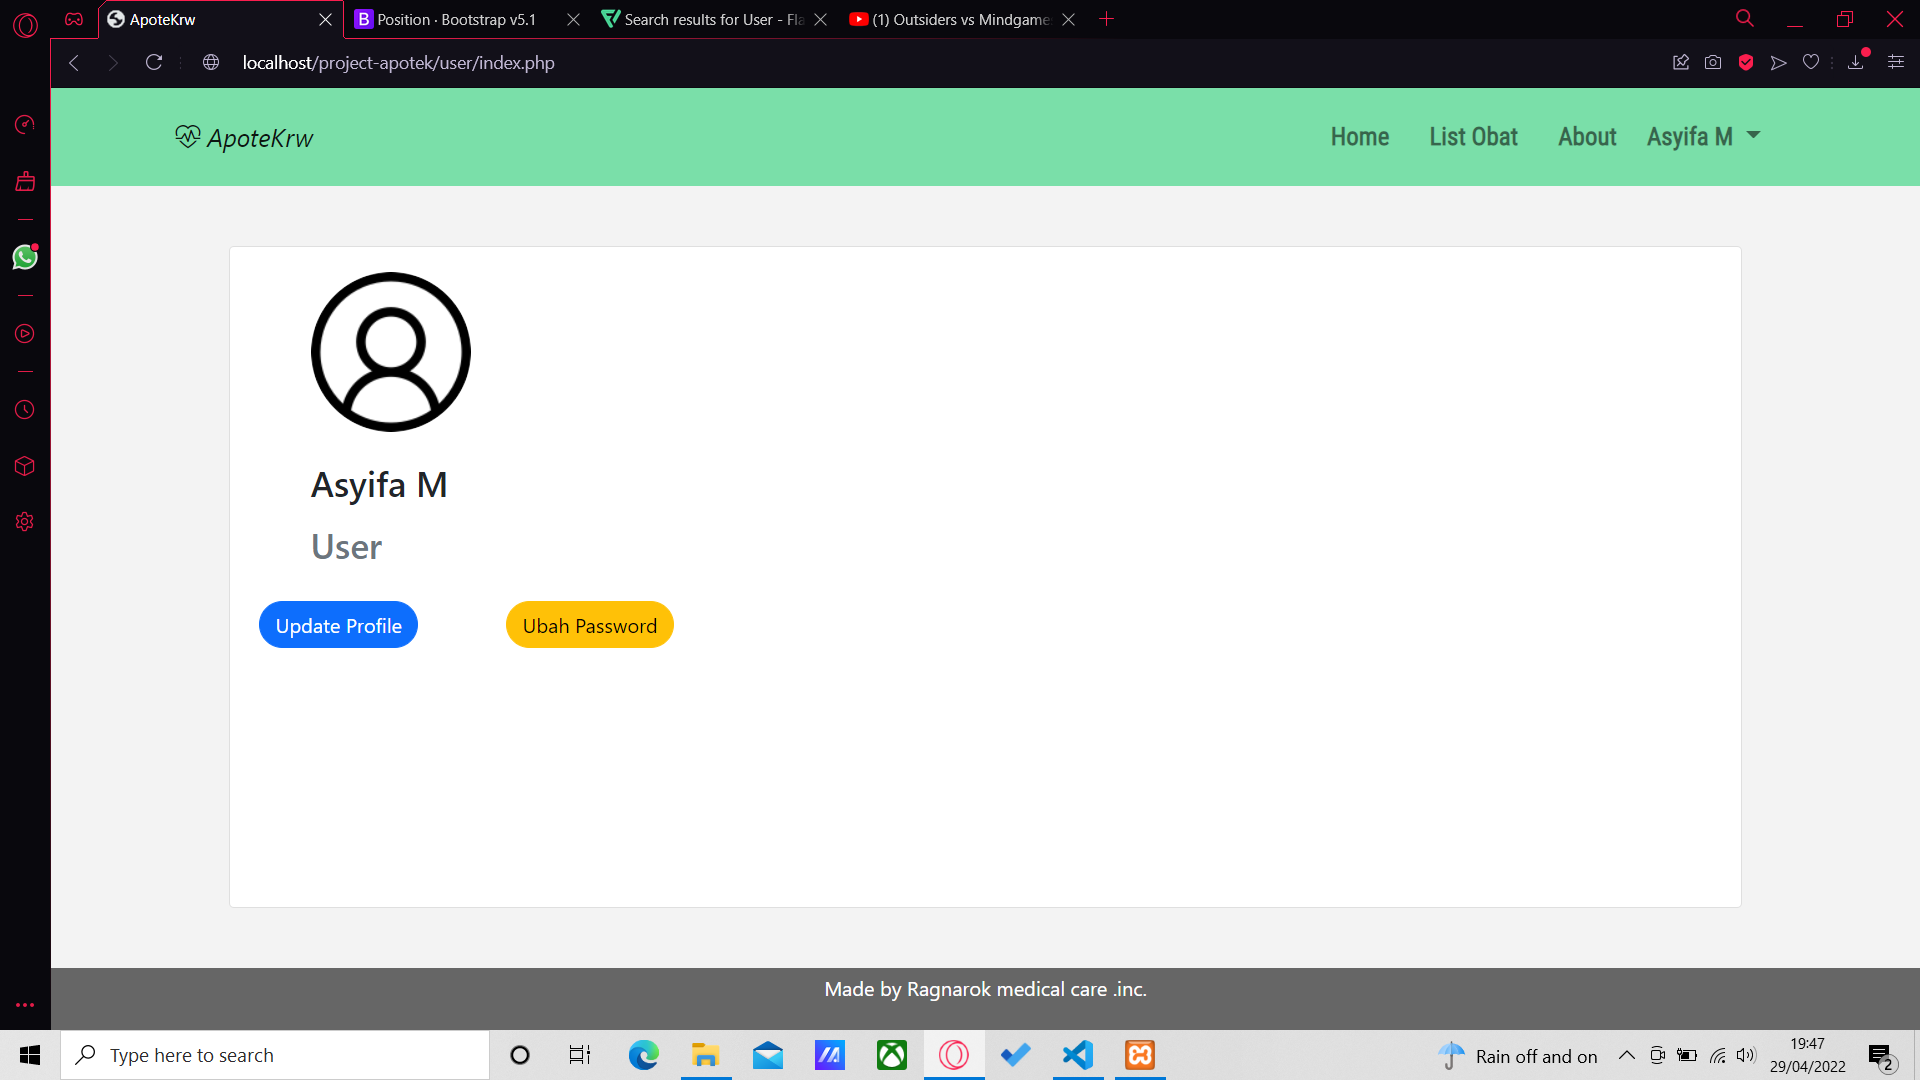 ApoteKrw
Position · Bootstrap v5.1
Search results for User - Fla
(1) Outsiders vs Mindgame
localhost/project-apotek/user/index.php
ApoteKrw
Home
List Obat
About
Asyifa M
Asyifa M
User
Update Profile
Ubah Password
Made by Ragnarok medical care .inc.
Type here to search
Rain off and on
19:47
29/04/2022
2